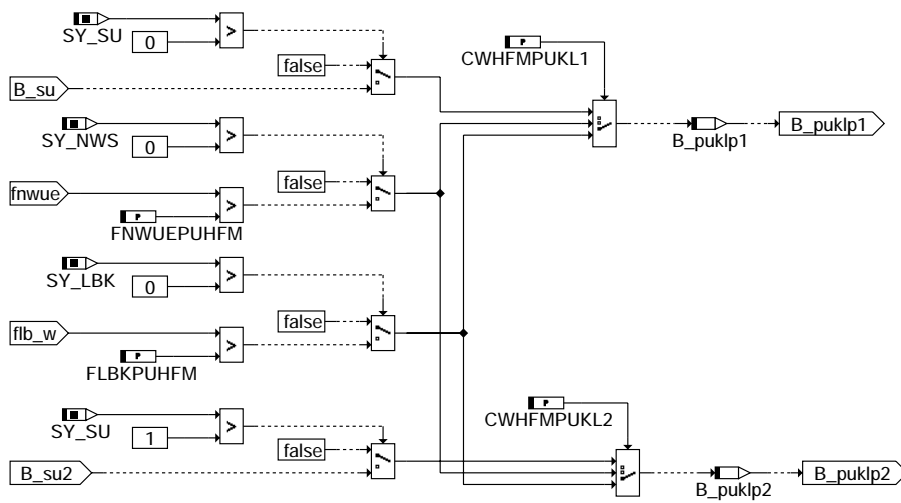 SY_SU
>
0
false
B_su
SY_NWS
>
0
false
fnwue
>
P
FNWUEPUHFM
SY_LBK
>
0
false
flb_w
>
P
FLBKPUHFM
SY_SU
>
1
false
B_su2
P
CWHFMPUKL1
B_puklp1
B_puklp1
P
CWHFMPUKL2
B_puklp2
B_puklp2